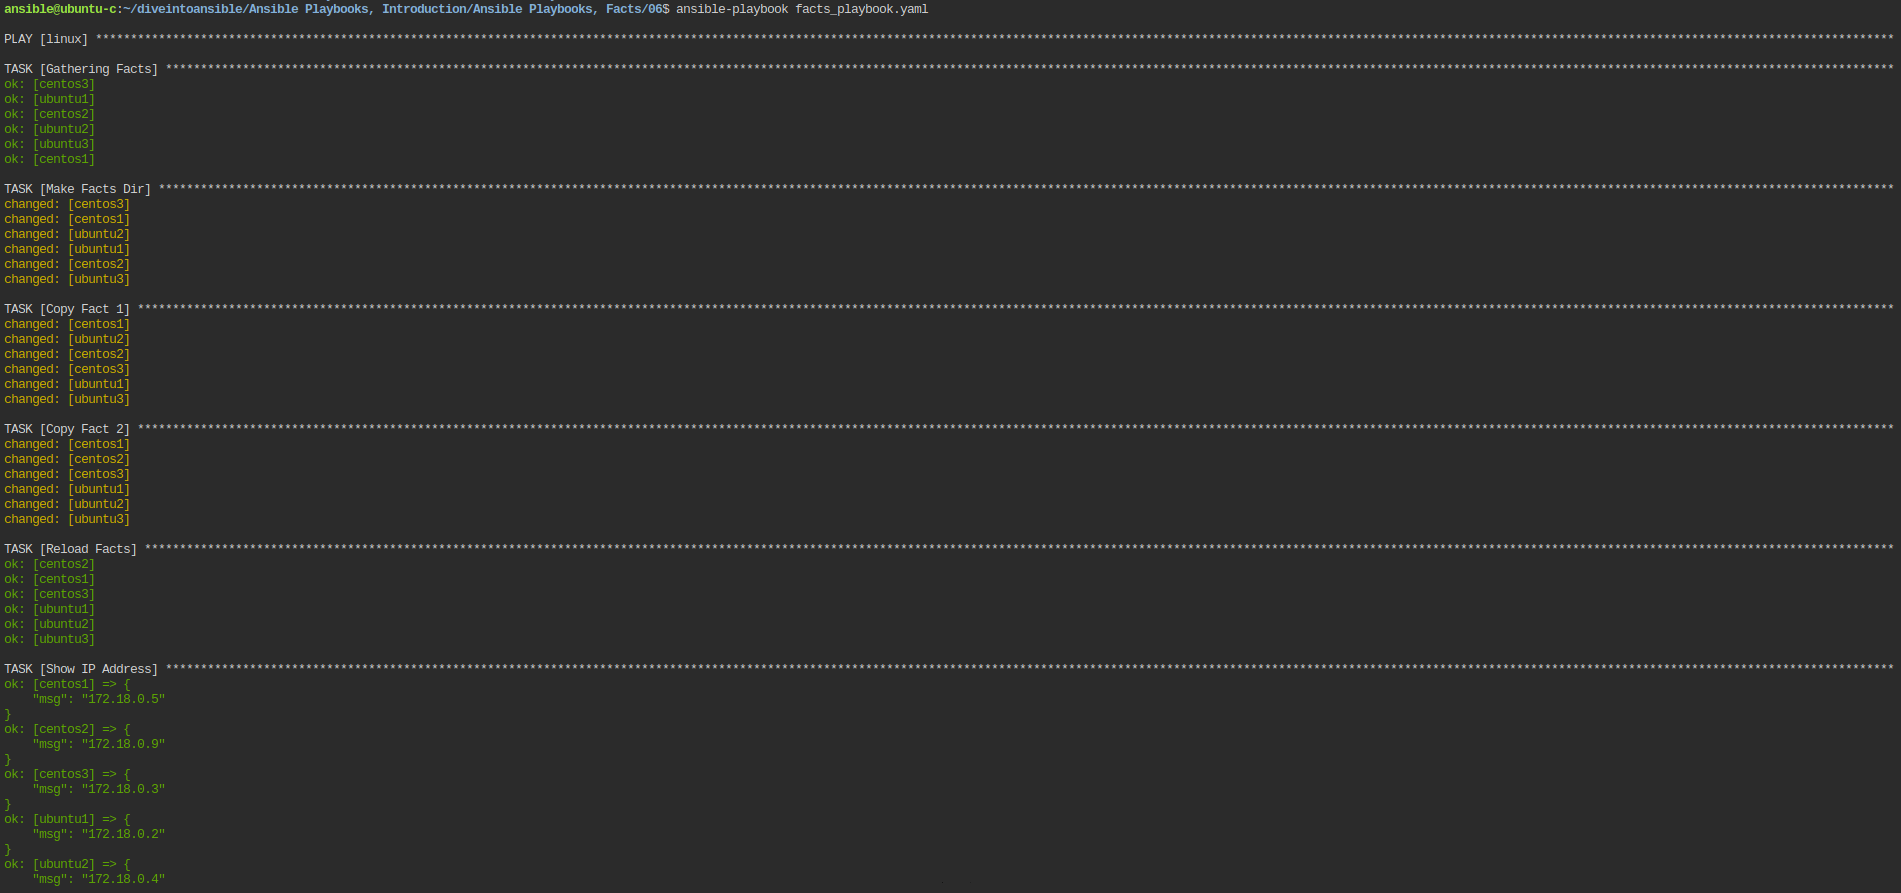 ansible@ubuntu-c:~/diveintoansible/Ansible Playbooks, Introduction/Ansible Playbooks, Facts/06$ ansible-playbook facts_playbook.yaml
PLAY [linux] ****************************************************************************************************************************************************************************************************************************************************************
TASK [Gathering Facts] ******************************************************************************************************************************************************************************************************************************************************
ok: [centos3]
ok: [ubuntu1]
ok: [centos2]
ok: [ubuntu2]
ok: [ubuntu3]
ok: [centos1]
TASK [Make Facts Dir] *******************************************************************************************************************************************************************************************************************************************************
changed: [centos3]
changed: [centos1]
changed: [ubuntu2]
changed: [ubuntu1]
changed: [centos2]
changed: [ubuntu3]
TASK [Copy Fact 1] **********************************************************************************************************************************************************************************************************************************************************
changed: [centos1]
changed: [ubuntu2]
changed: [centos2]
changed: [centos3]
changed: [ubuntu1]
changed: [ubuntu3]
TASK [Copy Fact 2] **********************************************************************************************************************************************************************************************************************************************************
changed: [centos1]
changed: [centos2]
changed: [centos3]
changed: [ubuntu1]
changed: [ubuntu2]
changed: [ubuntu3]
TASK [Reload Facts] *********************************************************************************************************************************************************************************************************************************************************
ok: [centos2]
ok: [centos1]
ok: [centos3]
ok: [ubuntu1]
ok: [ubuntu2]
ok: [ubuntu3]
TASK [Show IP Address] ******************************************************************************************************************************************************************************************************************************************************
ok: [centos1] => {
    "msg": "172.18.0.5"
}
ok: [centos2] => {
    "msg": "172.18.0.9"
}
ok: [centos3] => {
    "msg": "172.18.0.3"
}
ok: [ubuntu1] => {
    "msg": "172.18.0.2"
}
ok: [ubuntu2] => {
    "msg": "172.18.0.4"